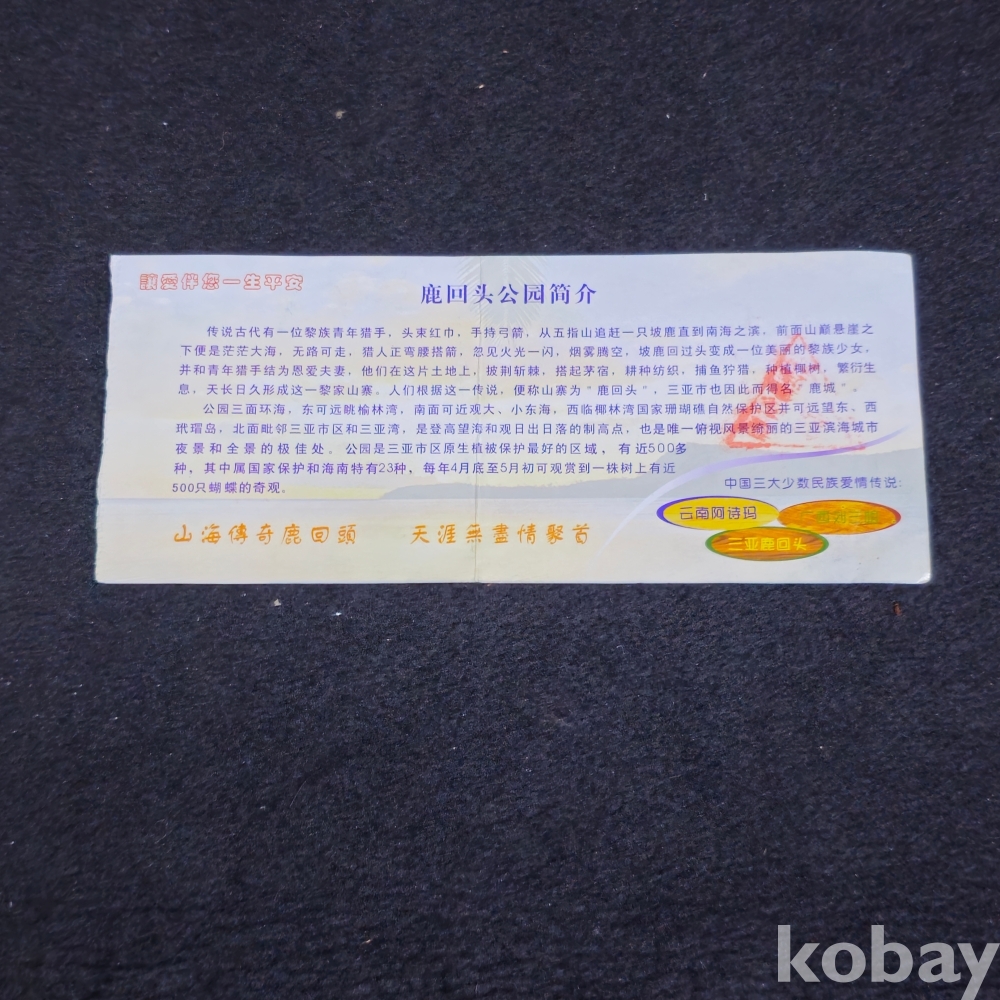 讓愛伴您一生平安
鹿回头公园简介
传说古代有一位黎族青年猎手，头束红巾，手持弓箭，从五指山追赶一只坡鹿直到南海之滨，前面山巅悬崖之
下便是茫茫大海，无路可走，猎人正弯腰搭箭，忽见火光一闪，烟雾腾空，坡鹿回过头变成一位美丽的黎族少女，
并和青年猎手结为恩爱夫妻，他们在这片土地上，披荆斩棘，搭起茅宿，耕种纺织，捕鱼狞猎，种植椰树，繁衍生
息，天长日久形成这一黎家山寨。人们根据这一传说，便称山寨为"鹿回头"，三亚市也因此而得名"鹿城"。
公园三面环海，东可远眺榆林湾，南面可近观大、小东海，西临椰林湾国家珊瑚礁自然保护区并可远望东、西
玳瑁岛，北面毗邻三亚市区和三亚湾，是登高望海和观日出日落的制高点，也是唯一俯视风景绮丽的三亚滨海城市
夜景和全景的极佳处。公园是三亚市区原生植被保护最好的区域，有近500多
种，其中属国家保护和海南特有23种，每年4月底至5月初可观赏到一株树上有近
500只蝴蝶的奇观。
中国三大少数民族爱情传说:
云南阿诗玛
三亚鹿回头
山海傳奇鹿回頭 天涯無盡情聚首
kobay